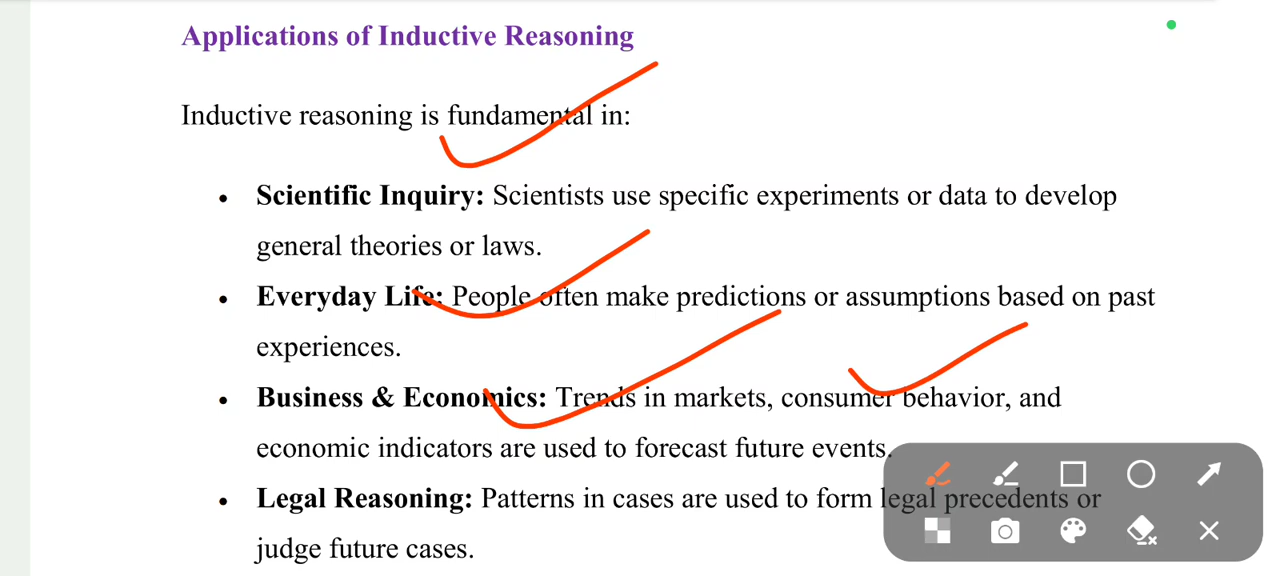 Applications of Inductive Reasoning
Inductive reasoning is fundamental in:
• Scientific Inquiry: Scientists use specific experiments or data to develop
general theories or laws.
• Everyday Life: People often make predictions or assumptions based on past
experiences.
• Business & Economics: Trends in markets, consumer behavior, and
economic indicators are used to forecast future events.
• Legal Reasoning: Patterns in cases are used to form legal precedents or
judge future cases.